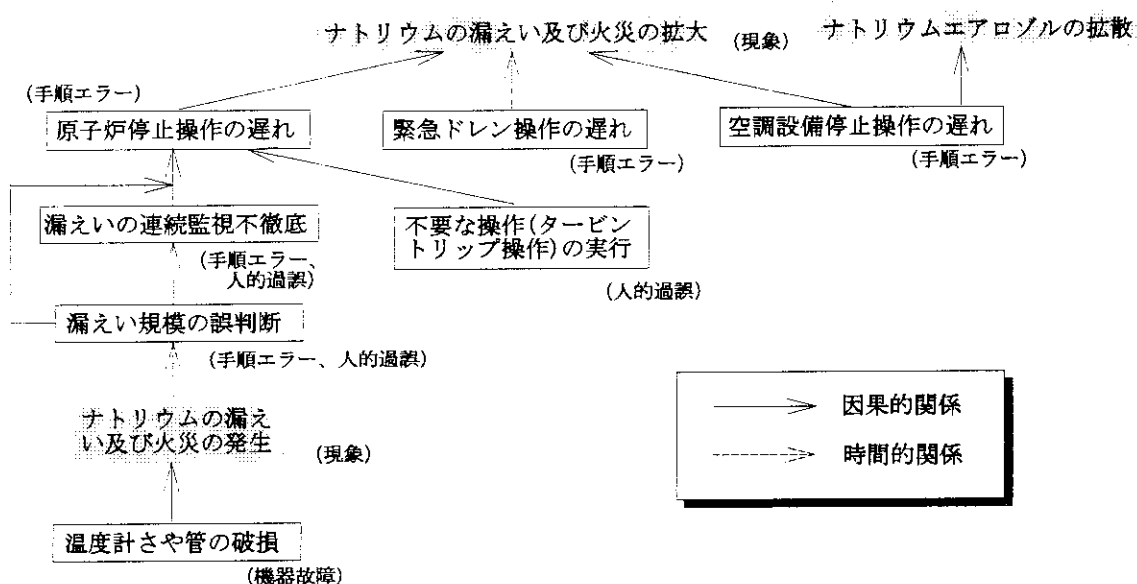 ナトリウムの漏えい及び火災の拡大
(現象)
ナトリウムエアロゾルの拡散
(手順エラー)
原子炉停止操作の遅れ
緊急ドレン操作の遅れ
(手順エラー)
空調設備停止操作の遅れ
(手順エラー)
漏えいの連続監視不徹底
(手順エラー、
人的過誤)
不要な操作(タービン
トリップ操作)の実行
(人的過誤)
漏えい規模の誤判断
(手順エラー、人的過誤)
ナトリウムの漏え
い及び火災の発生
(現象)
温度計さや管の破損
(機器故障)
因果的関係
時間的関係